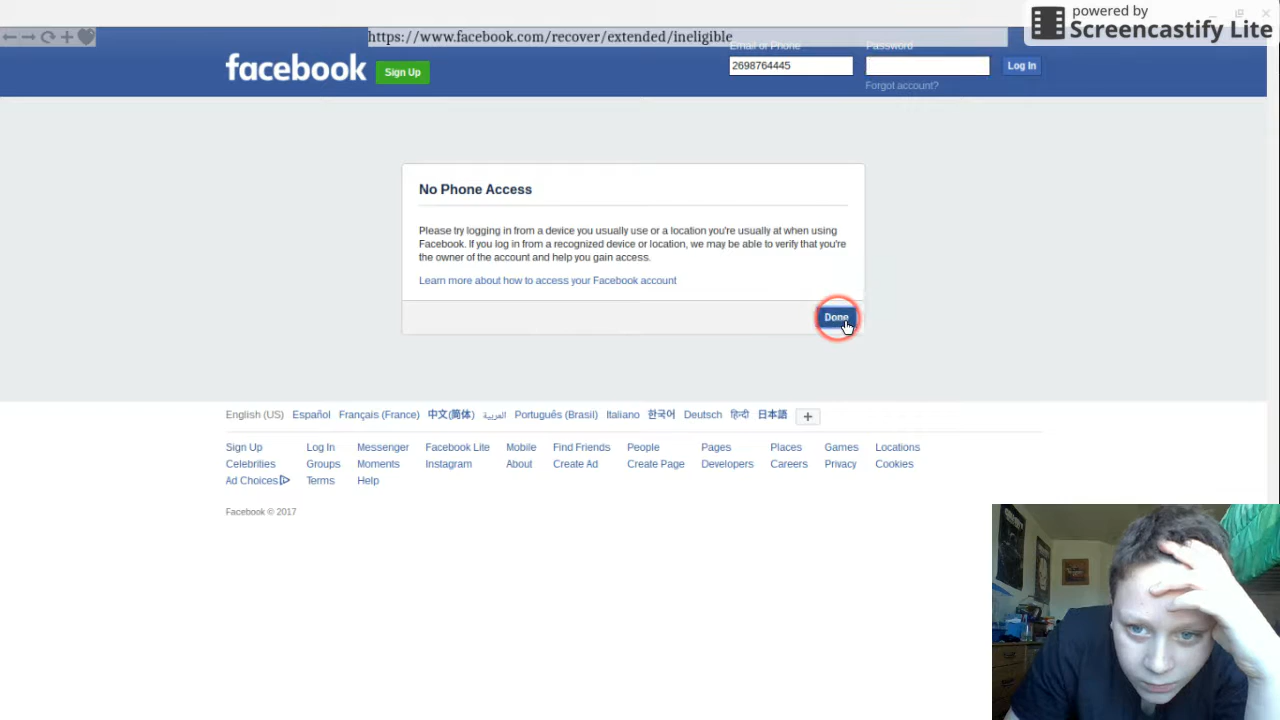 powered by
Screencastify Lite
https://www.facebook.com/recover/extended/ineligible
Email or Phone
Password
facebook
Sign Up
2698764445
Log In
Forgot account?
No Phone Access
Please try logging in from a device you usually use or a location you're usually at when using
Facebook. If you log in from a recognized device or location, we may be able to verify that you're
the owner of the account and help you gain access.
Learn more about how to access your Facebook account
Done
English (US) Español Français (France) 中文(简体) العربية Português (Brasil) Italiano 한국어 Deutsch हिन्दी 日本語 +
Sign Up Log In Messenger Facebook Lite Mobile Find Friends People Pages Places Games Locations
Celebrities Groups Moments Instagram About Create Ad Create Page Developers Careers Privacy Cookies
Ad Choices Terms Help
Facebook © 2017